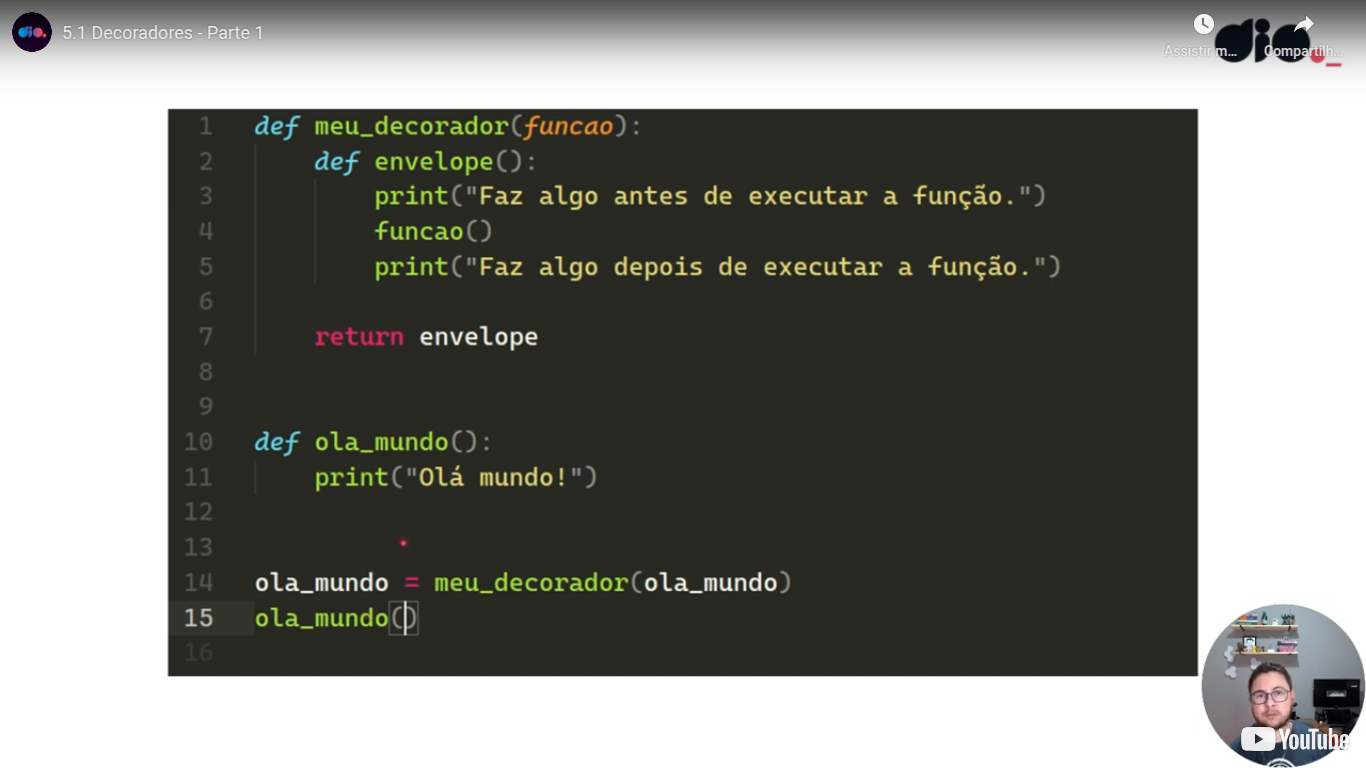 5.1 Decoradores - Parte 1
Assistir m...
Compartilh...
dio._
1 def meu_decorador(funcao):
2 def envelope():
3 print("Faz algo antes de executar a função.")
4 funcao()
5 print("Faz algo depois de executar a função.")
6
7 return envelope
8
9
10 def ola_mundo():
11 print("Olá mundo!")
12
13
14 ola_mundo = meu_decorador(ola_mundo)
15 ola_mundo()
16
YouTube